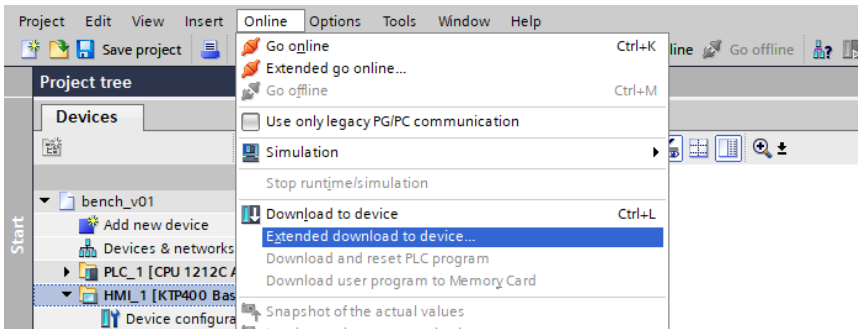 Project Edit View Insert Online Options Tools Window Help
Save project
Go online Ctrl+K
line Go offline
Extended go online...
Go offline Ctrl+M
Project tree
Devices
Use only legacy PG/PC communication
Simulation
Stop runtime/simulation
bench_v01
Add new device
Download to device Ctrl+L
Devices & networks
Extended download to device...
Download and reset PLC program
PLC_1 [CPU 1212C A
Download user program to Memory Card
HMI_1 [KTP400 Bas
Device configura
Snapshot of the actual values
Start